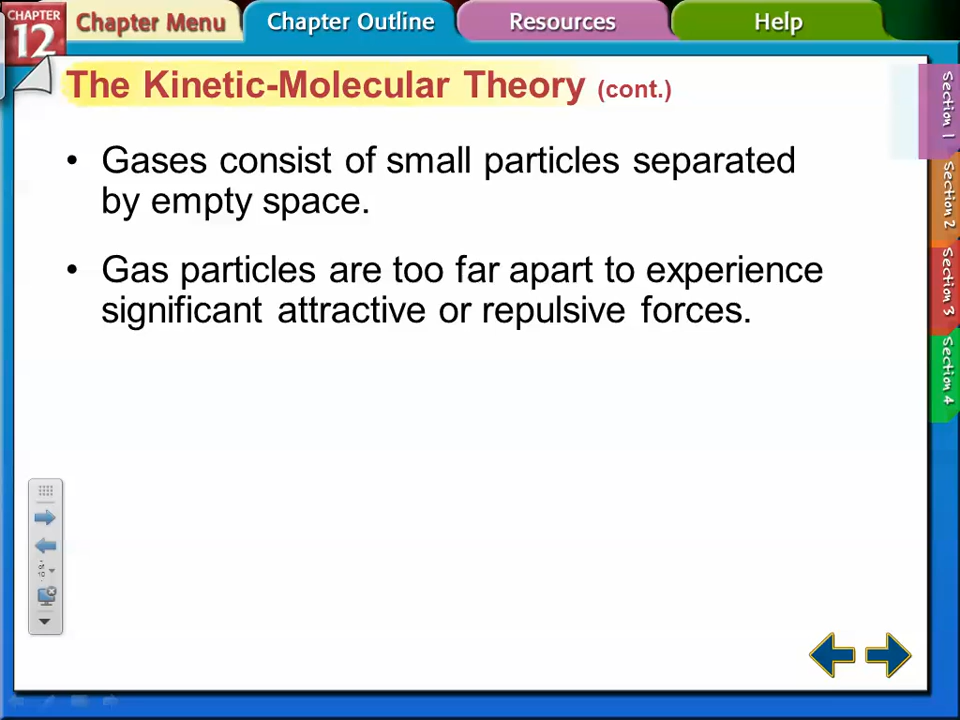 CHAPTER
12
Chapter Menu
Chapter Outline
Resources
Help
The Kinetic-Molecular Theory (cont.)
• Gases consist of small particles separated
by empty space.
• Gas particles are too far apart to experience
significant attractive or repulsive forces.
Section 1
Section 2
Section 3
Section 4